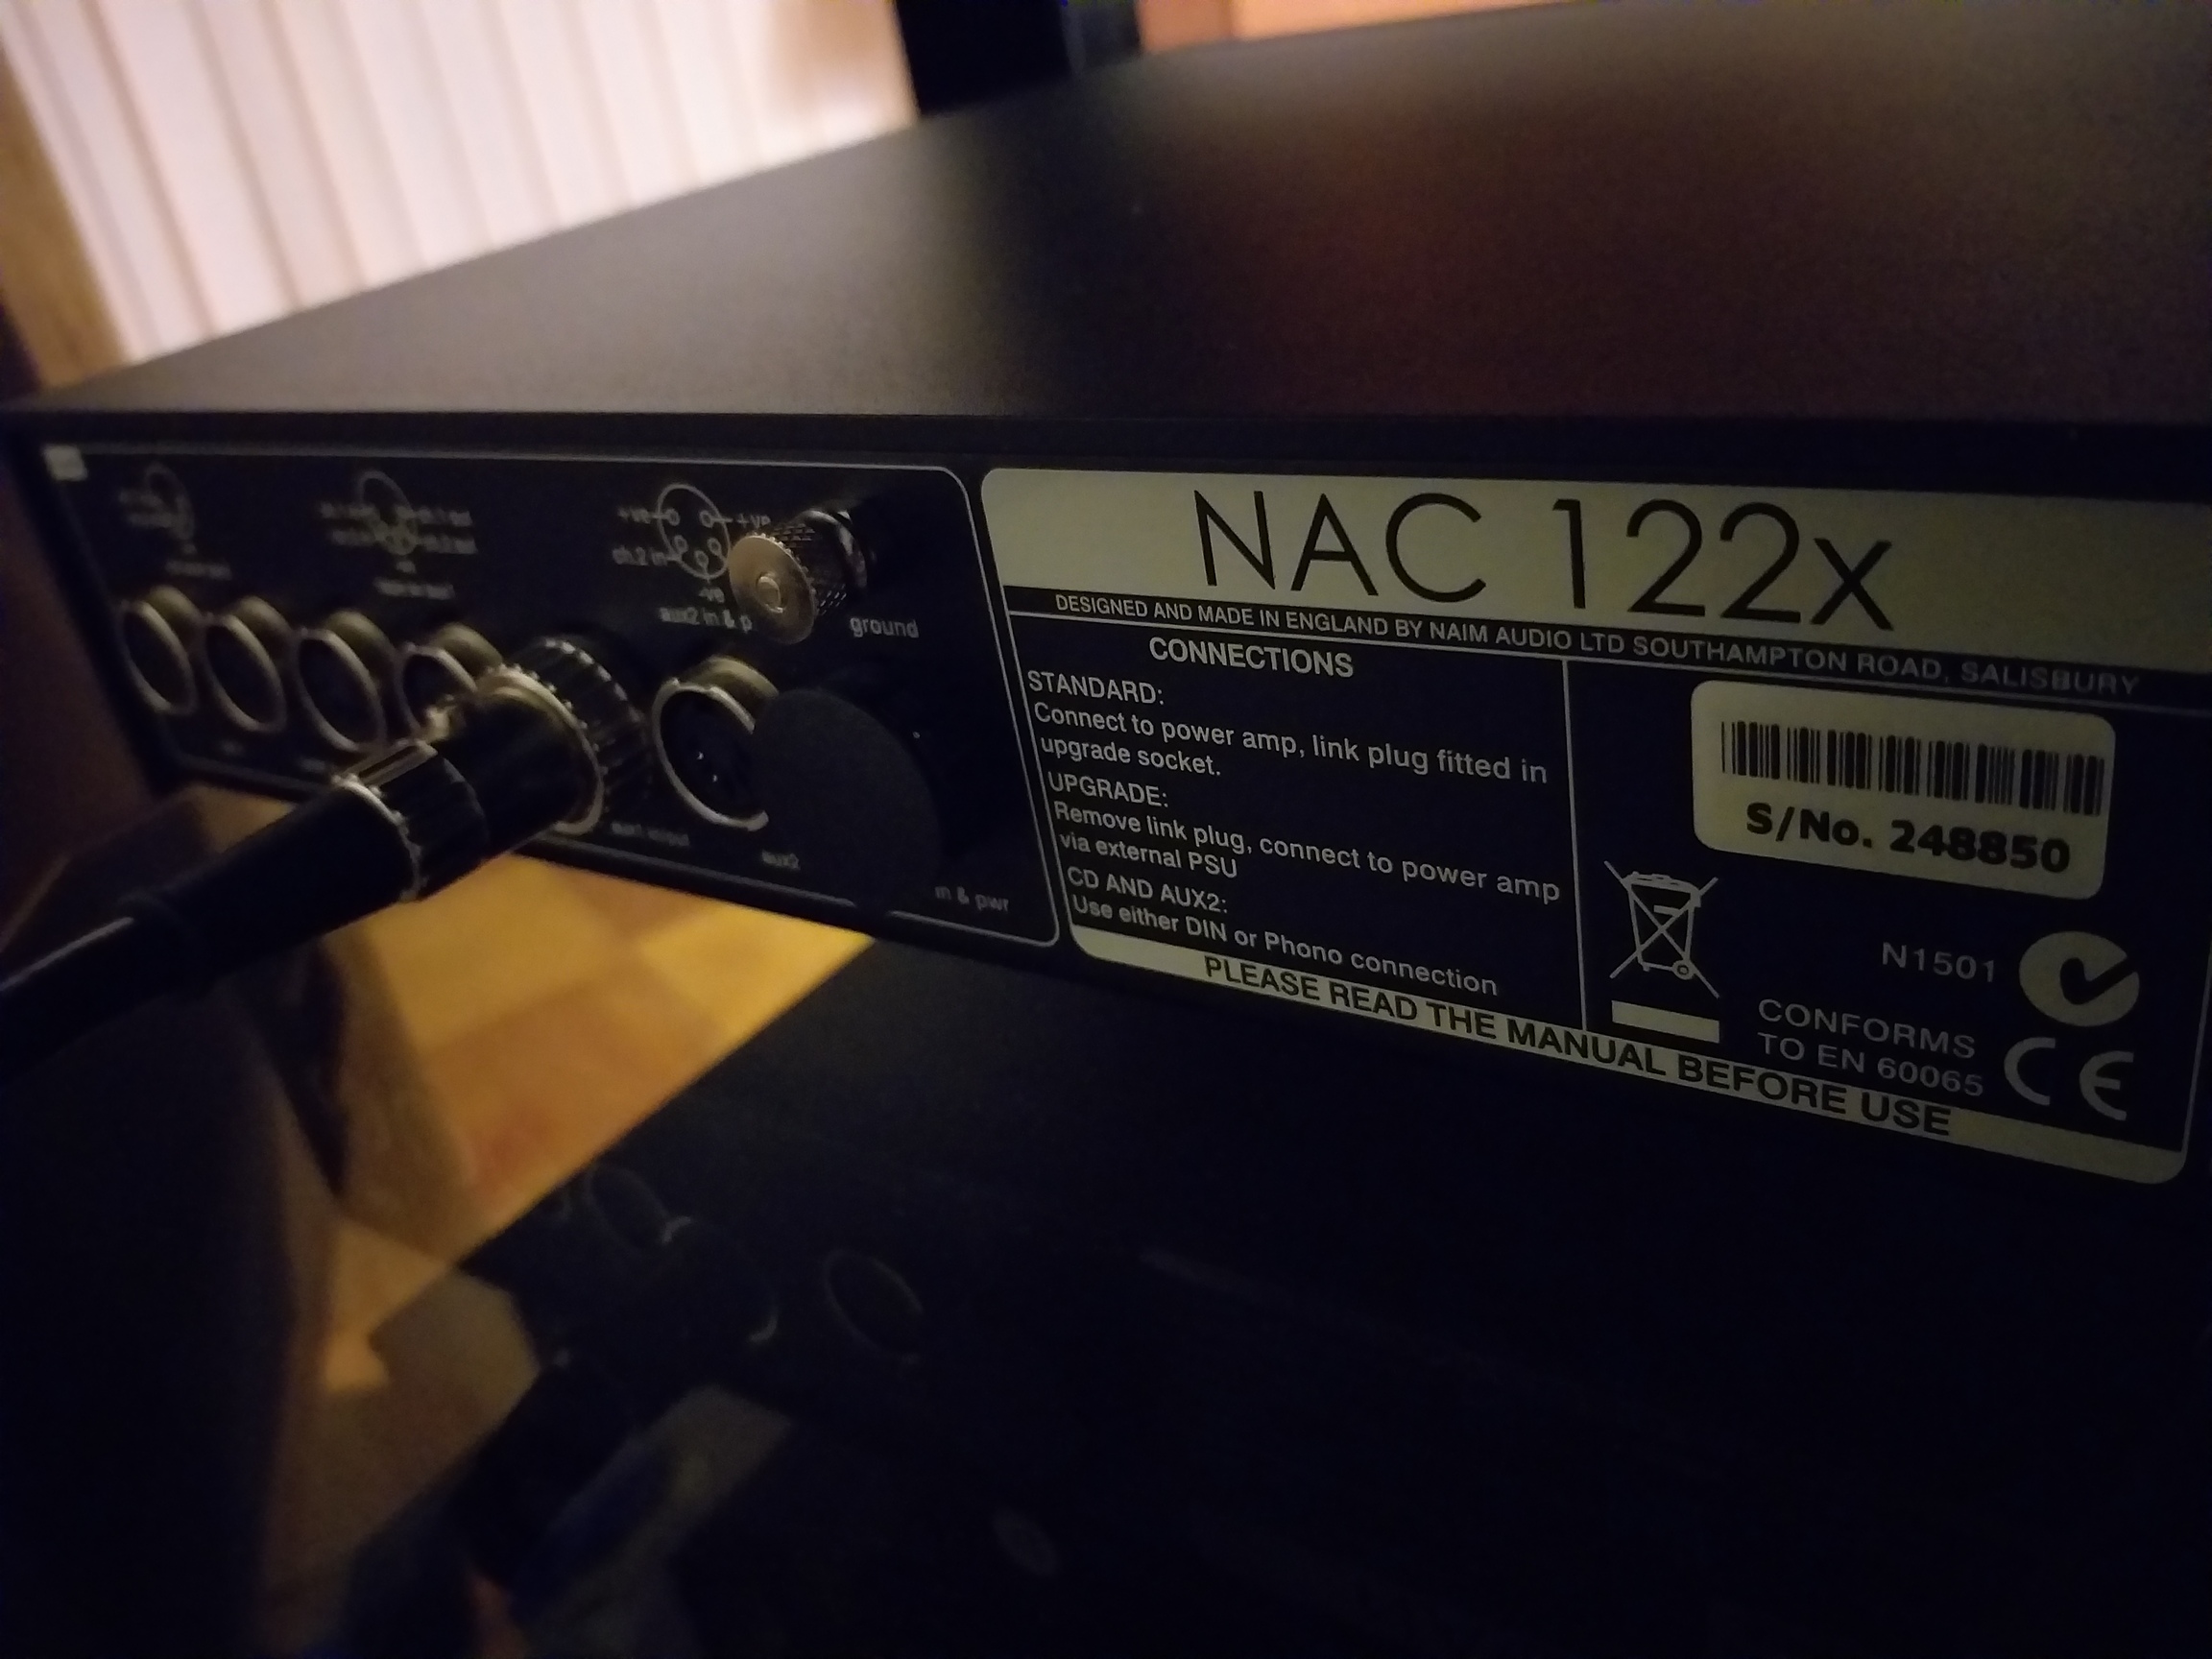 +ve
+ve
ch.2 in
-ve
aux2 in & p
ground
aux2
in & pwr
NAC 122x
DESIGNED AND MADE IN ENGLAND BY NAIM AUDIO LTD SOUTHAMPTON ROAD, SALISBURY
CONNECTIONS
STANDARD:
Connect to power amp, link plug fitted in
upgrade socket.
UPGRADE:
Remove link plug, connect to power amp
via external PSU
CD AND AUX2:
Use either DIN or Phono connection
S/No. 248850
N1501
CONFORMS
TO EN 60065
CE
PLEASE READ THE MANUAL BEFORE USE